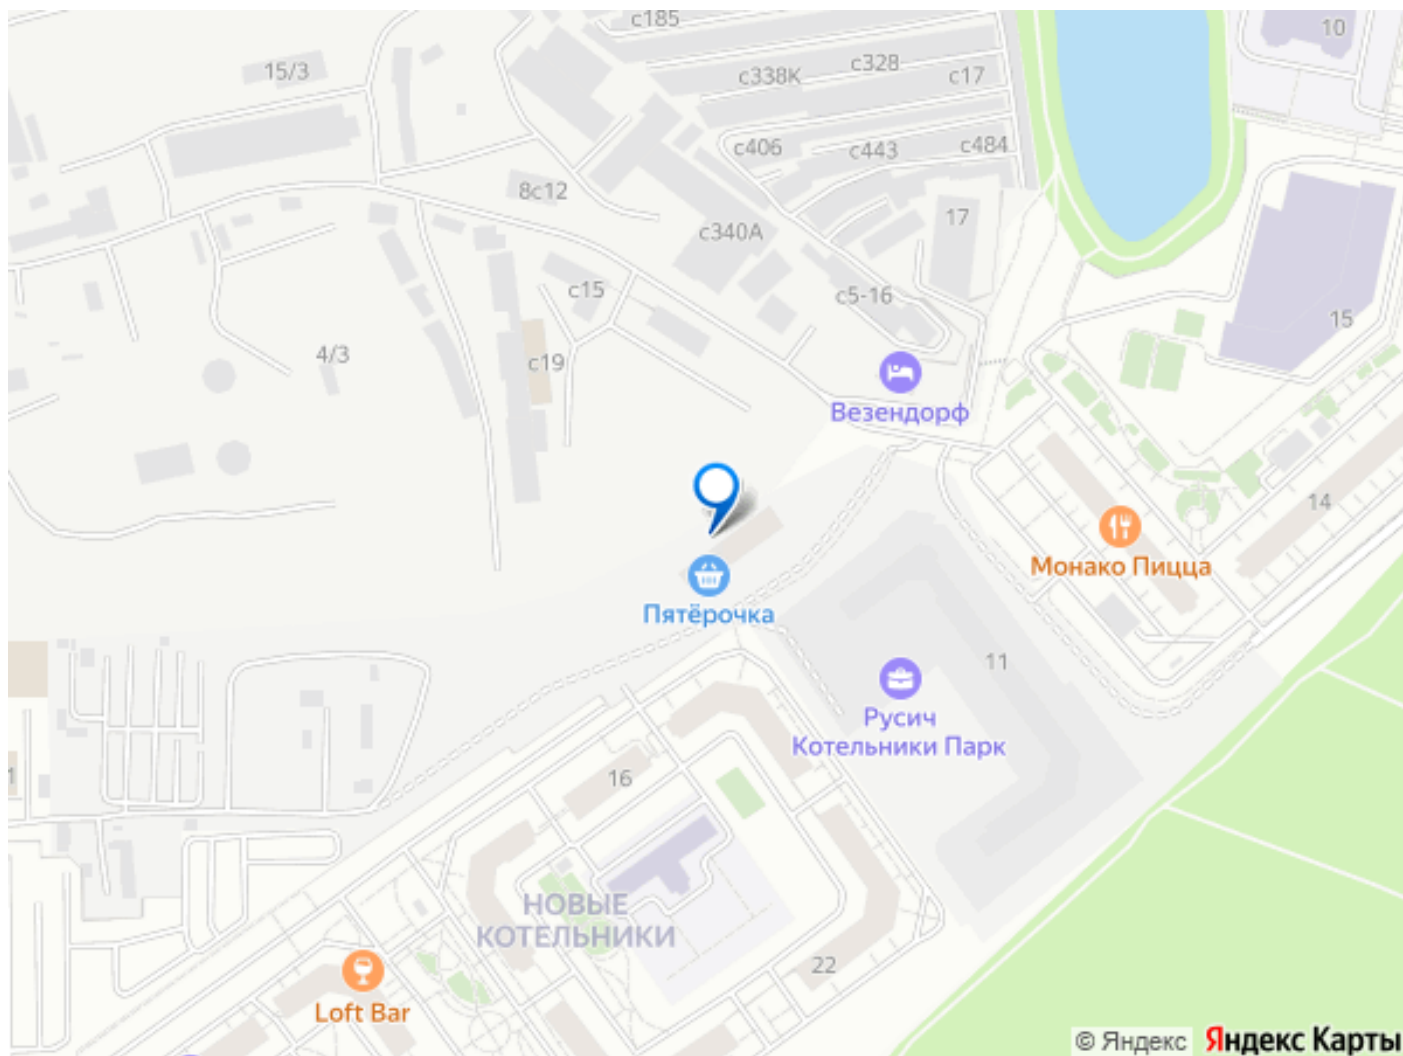 с185
10
15/3
с338К
с328
с17
с406
с443
с484
8с12
17
с340А
с15
с5-16
15
4/3
с19
Везендорф
14
Монако Пицца
Пятёрочка
11
Русич
Котельники Парк
16
1
НОВЫЕ
КОТЕЛЬНИКИ
22
Loft Bar
© Яндекс Яндекс Карты